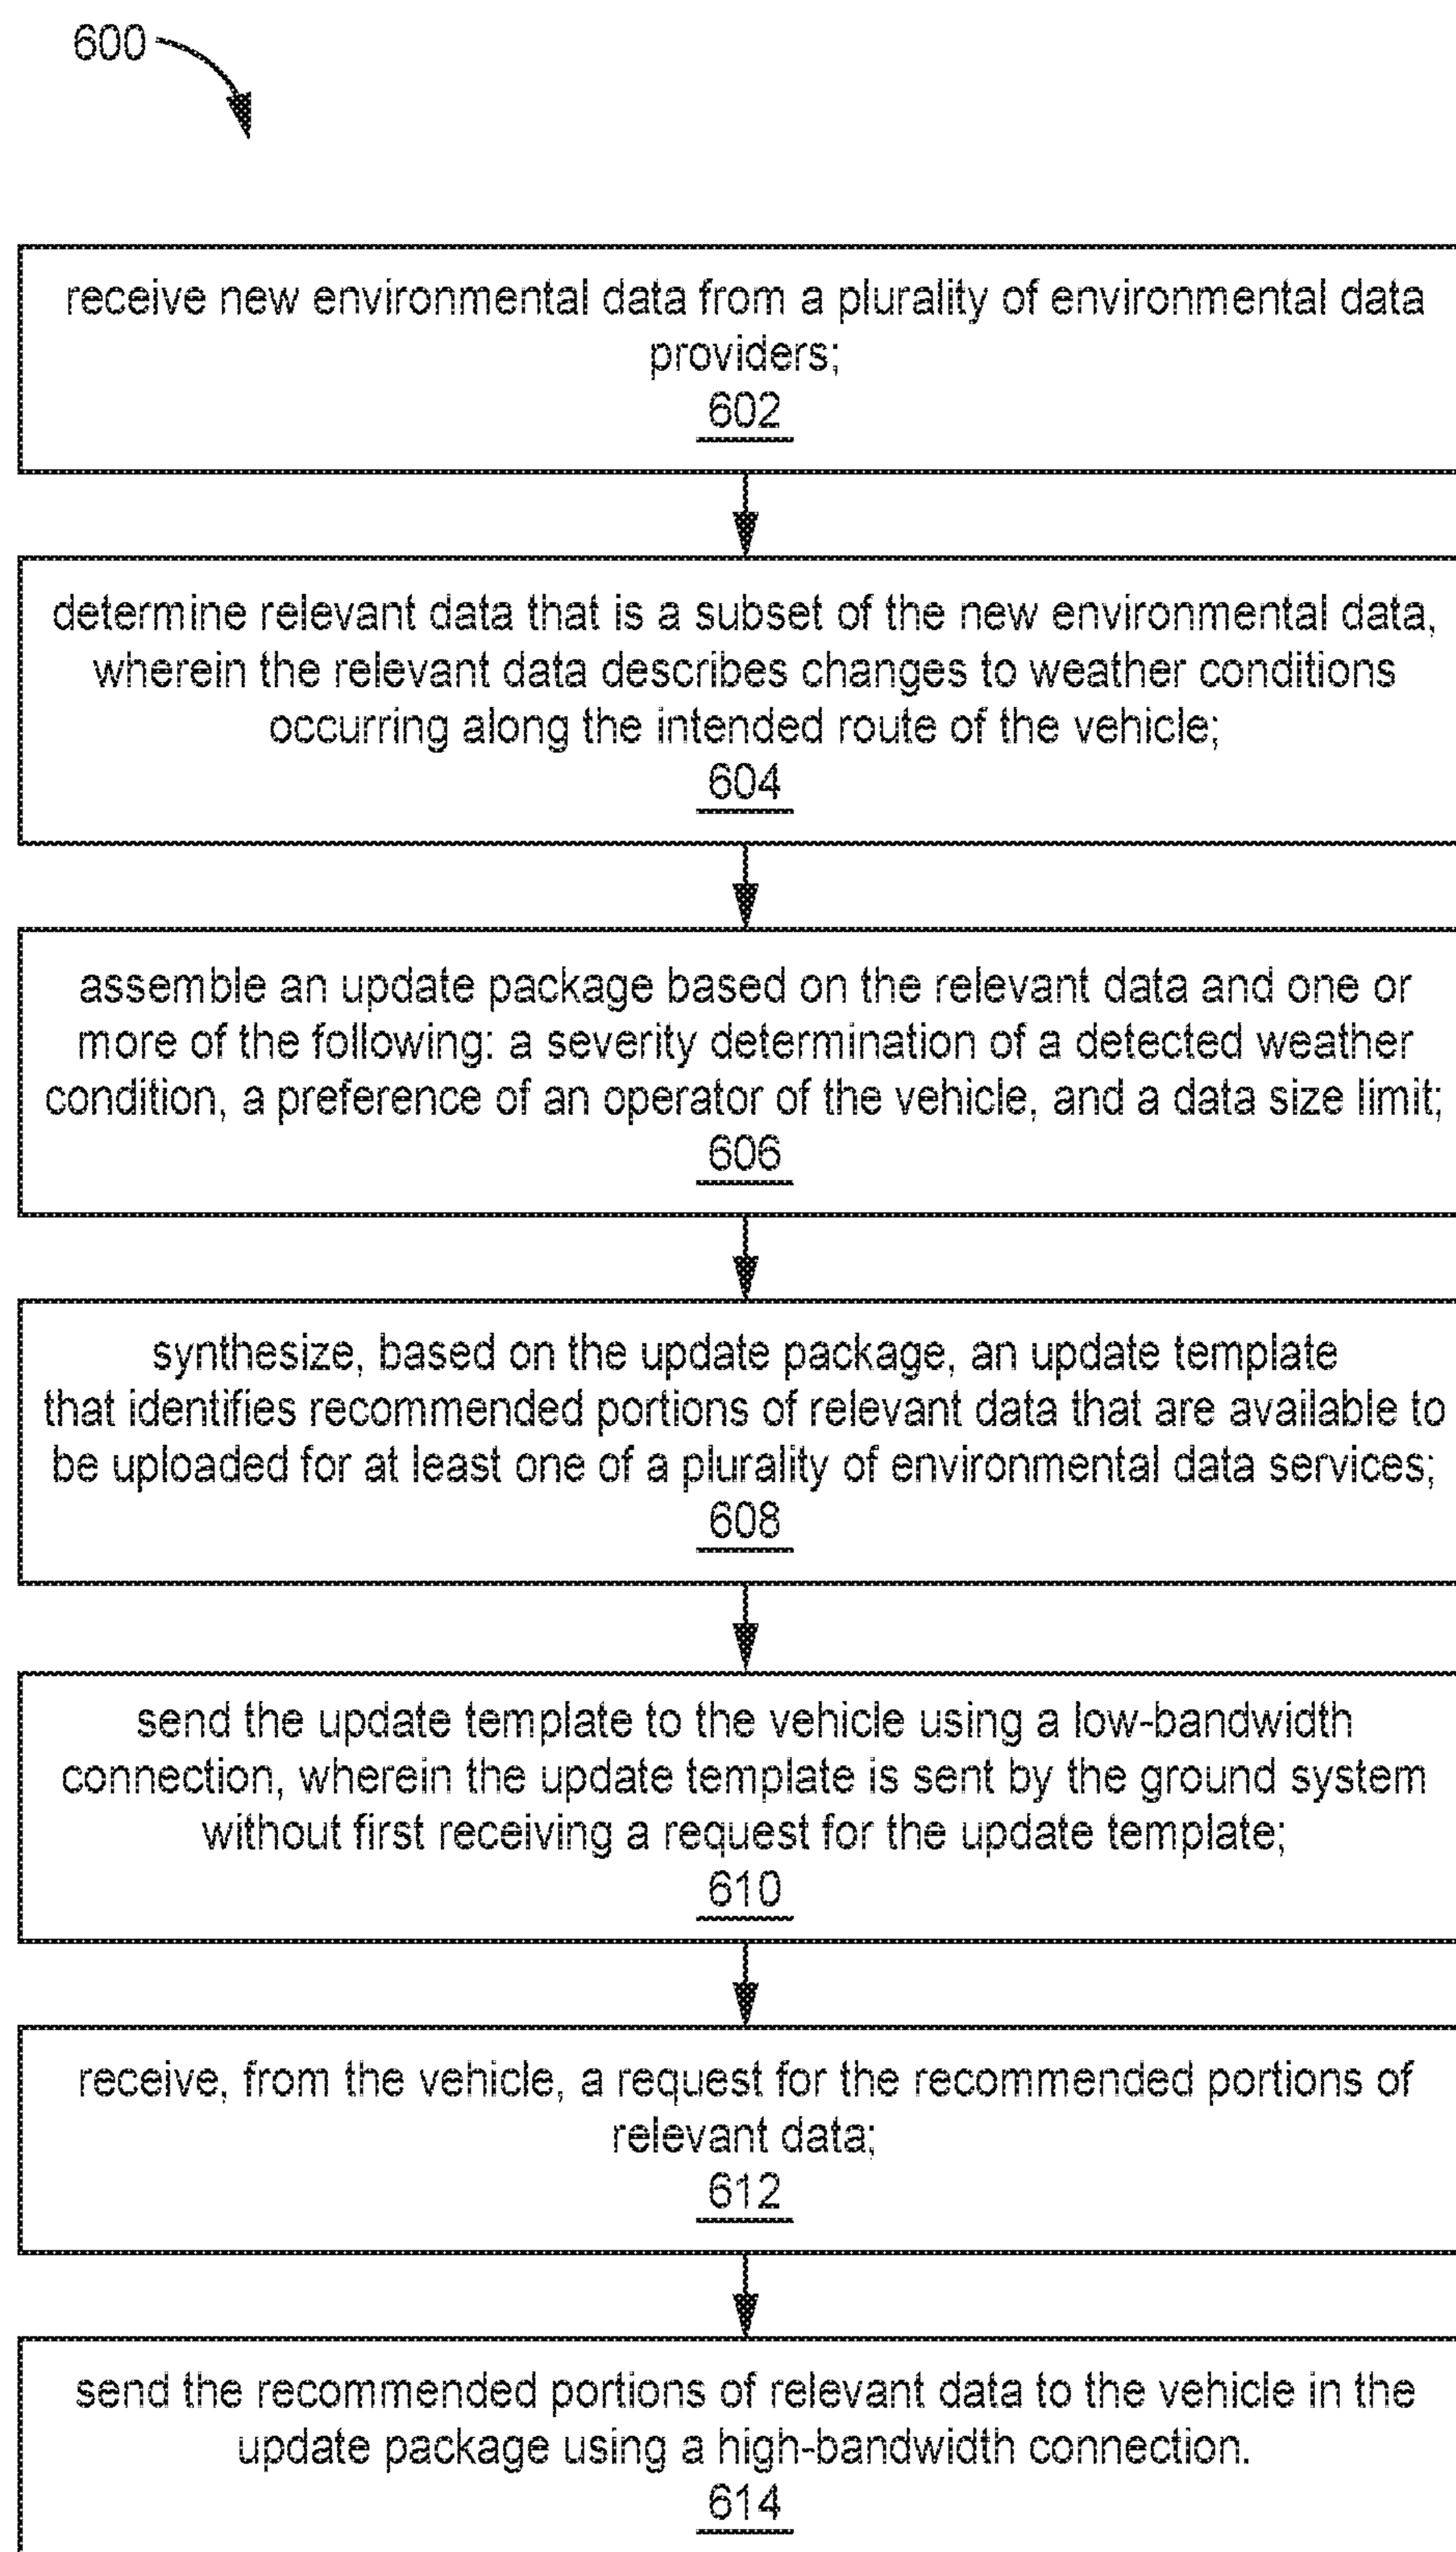 600
receive new environmental data from a plurality of environmental data
providers;
602
determine relevant data that is a subset of the new environmental data,
wherein the relevant data describes changes to weather conditions
occurring along the intended route of the vehicle;
604
assemble an update package based on the relevant data and one or
more of the following: a severity determination of a detected weather
condition, a preference of an operator of the vehicle, and a data size limit;
606
synthesize, based on the update package, an update template
that identifies recommended portions of relevant data that are available to
be uploaded for at least one of a plurality of environmental data services;
608
send the update template to the vehicle using a low-bandwidth
connection, wherein the update template is sent by the ground system
without first receiving a request for the update template;
610
receive, from the vehicle, a request for the recommended portions of
relevant data;
612
send the recommended portions of relevant data to the vehicle in the
update package using a high-bandwidth connection.
614